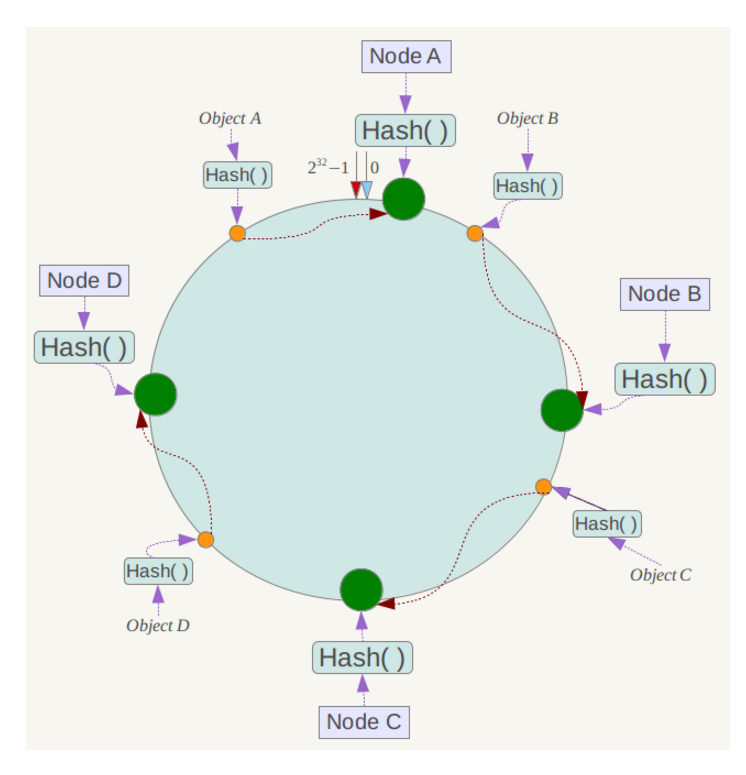 Node A
Object A
Hash( )
Object B
Hash( )
2³²−1
0
Hash( )
Node D
Node B
Hash( )
Hash( )
Hash( )
Hash( )
Object C
Object D
Hash( )
Node C